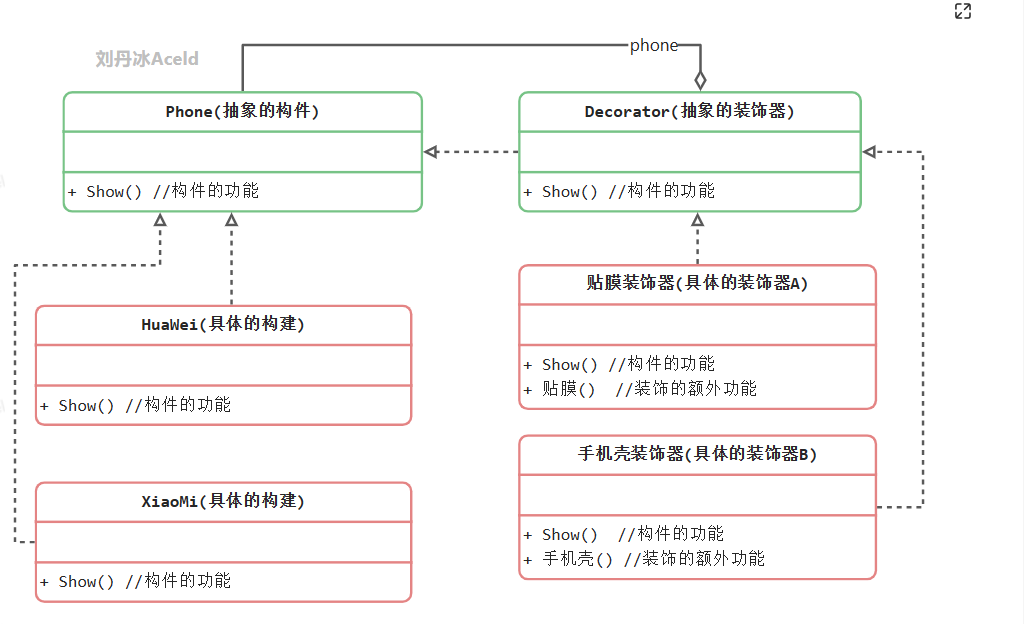 phone
刘丹冰Aceld
Phone(抽象的构件)
+ Show() //构件的功能
Decorator(抽象的装饰器)
+ Show() //构件的功能
HuaWei(具体的构建)
+ Show() //构件的功能
XiaoMi(具体的构建)
+ Show() //构件的功能
贴膜装饰器(具体的装饰器A)
+ Show() //构件的功能
+ 贴膜() //装饰的额外功能
手机壳装饰器(具体的装饰器B)
+ Show() //构件的功能
+ 手机壳() //装饰的额外功能